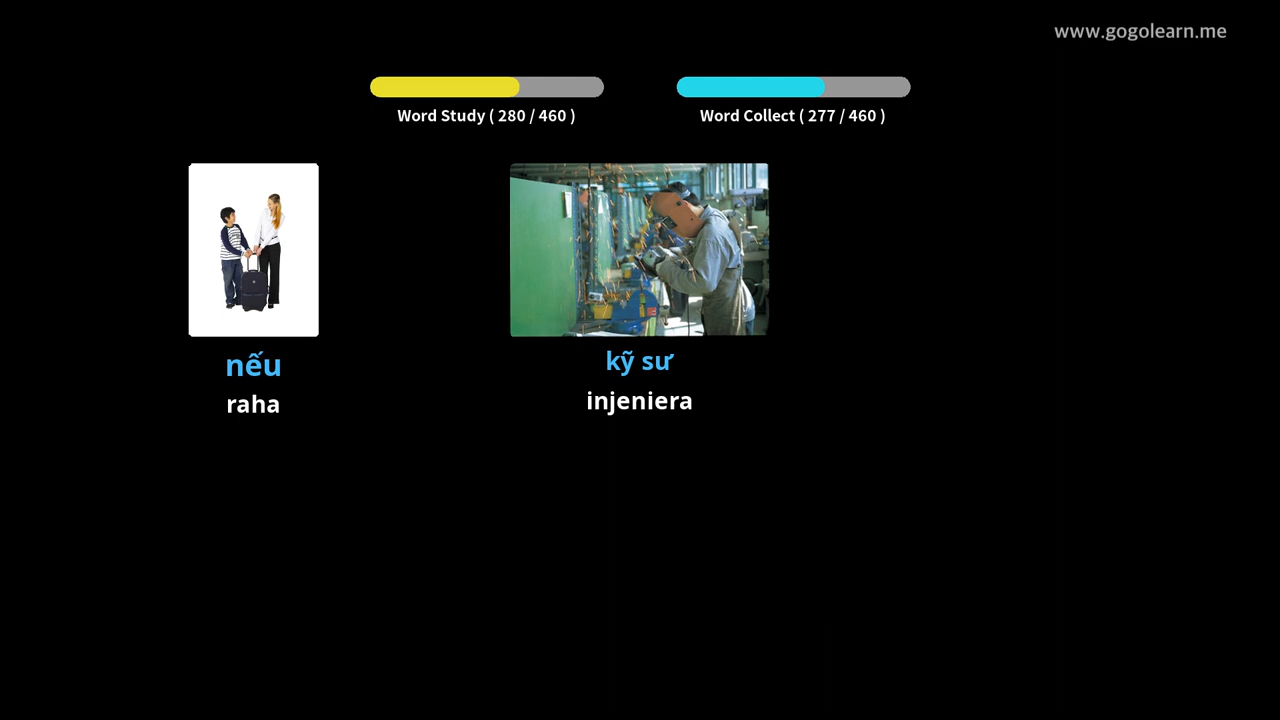 www.gogolearn.me
Word Study ( 280 / 460 )
Word Collect ( 277 / 460 )
nếu
raha
kỹ sư
injeniera